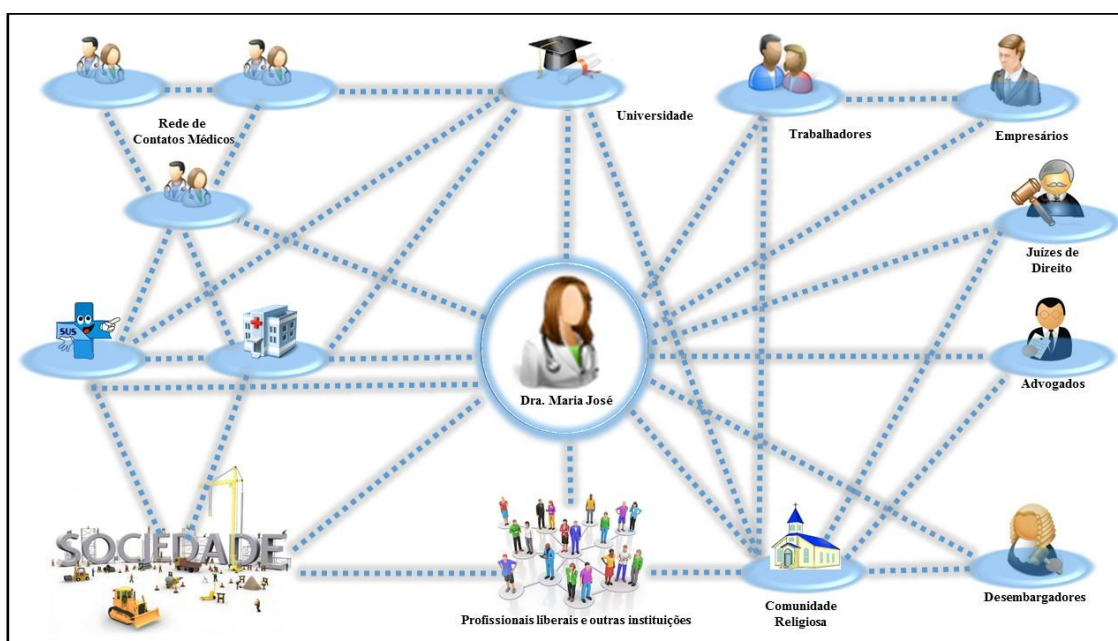 Rede de
Contatos Médicos
Universidade
Trabalhadores
Empresários
Juízes de
Direito
SUS
Dra. Maria José
Advogados
SOCIEDADE
Profissionais liberais e outras instituições
Comunidade
Religiosa
Desembargadores